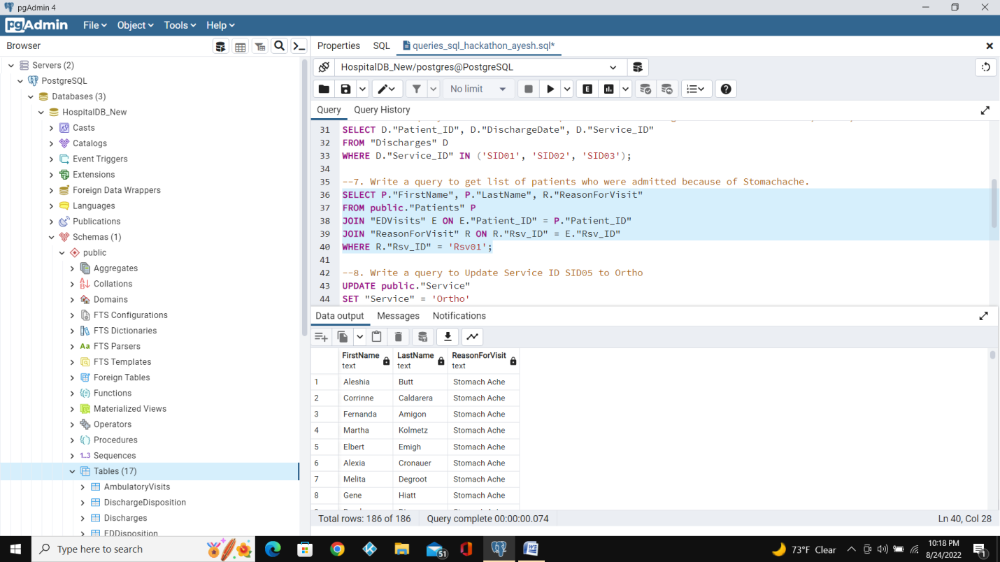 pgAdmin 4
pgAdmin File Object Tools Help
Browser
Properties SQL queries_sql_hackathon_ayesh.sql*
Servers (2)
PostgreSQL
Databases (3)
HospitalDB_New
Casts
Catalogs
Event Triggers
Extensions
Foreign Data Wrappers
Languages
Publications
Schemas (1)
public
Aggregates
Collations
Domains
FTS Configurations
FTS Dictionaries
Aa FTS Parsers
FTS Templates
Foreign Tables
Functions
Materialized Views
Operators
Procedures
1..3 Sequences
Tables (17)
AmbulatoryVisits
DischargeDisposition
Discharges
EDDisposition
HospitalDB_New/postgres@PostgreSQL
No limit
E
Query Query History
31 SELECT D."Patient_ID", D."DischargeDate", D."Service_ID"
32 FROM "Discharges" D
33 WHERE D."Service_ID" IN ('SID01', 'SID02', 'SID03');
34
35 --7. Write a query to get list of patients who were admitted because of Stomachache.
36 SELECT P."FirstName", P."LastName", R."ReasonForVisit"
37 FROM public."Patients" P
38 JOIN "EDVisits" E ON E."Patient_ID" = P."Patient_ID"
39 JOIN "ReasonForVisit" R ON R."Rsv_ID" = E."Rsv_ID"
40 WHERE R."Rsv_ID" = 'Rsv01';
41
42 --8. Write a query to Update Service ID SID05 to Ortho
43 UPDATE public."Service"
44 SET "Service" = 'Ortho'
Data output Messages Notifications
FirstName LastName ReasonForVisit
text text text
1 Aleshia Butt Stomach Ache
2 Corrinne Caldarera Stomach Ache
3 Fernanda Amigon Stomach Ache
4 Martha Kolmetz Stomach Ache
5 Elbert Emigh Stomach Ache
6 Alexia Cronauer Stomach Ache
7 Melita Degroot Stomach Ache
8 Gene Hiatt Stomach Ache
Total rows: 186 of 186 Query complete 00:00:00.074 Ln 40, Col 28
Type here to search
51
73°F Clear
10:18 PM
8/24/2022
1